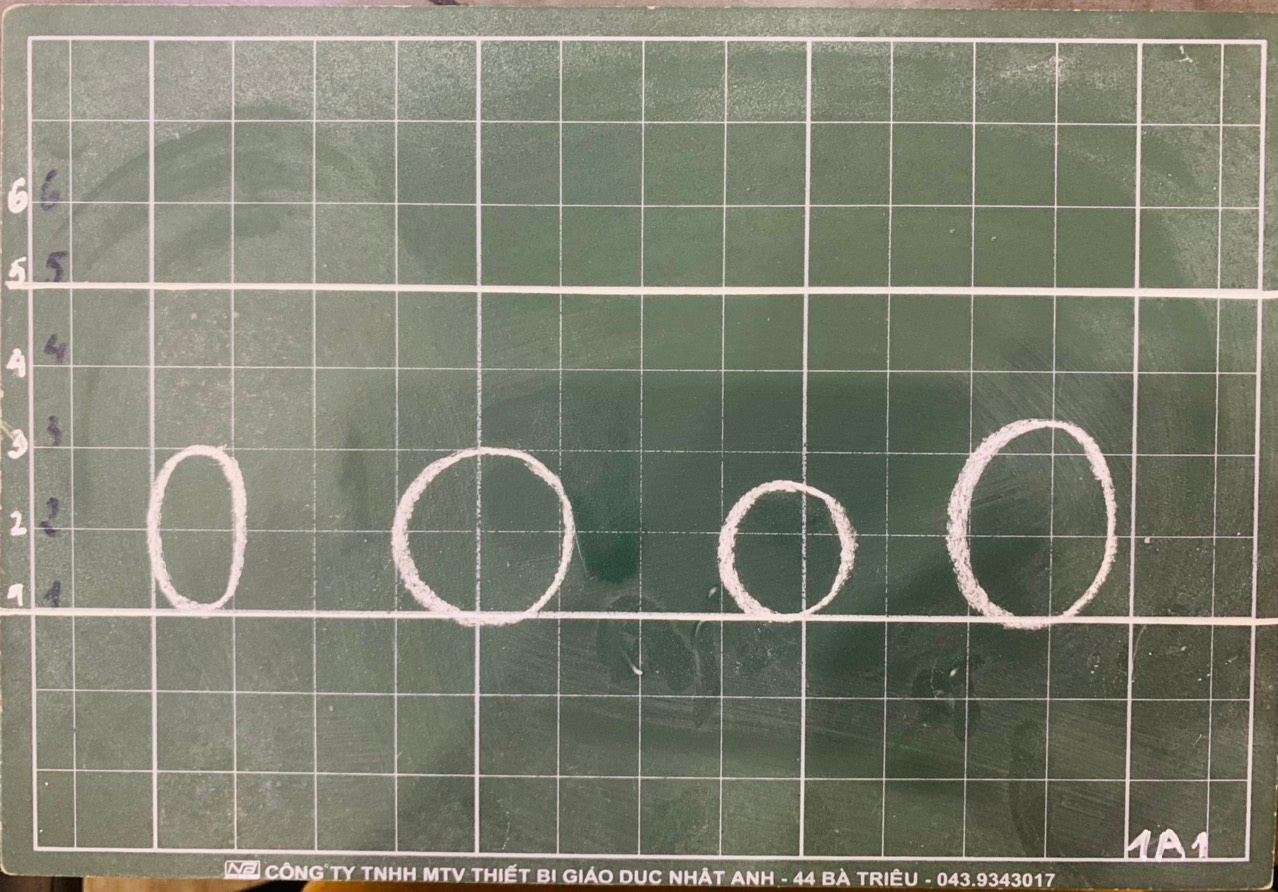 6 6
5 5
4 4
3 3
2 2
1 1
O O O O
1A1
NA CÔNG TY TNHH MTV THIẾT BỊ GIÁO DỤC NHẬT ANH - 44 BÀ TRIỆU - 043.9343017